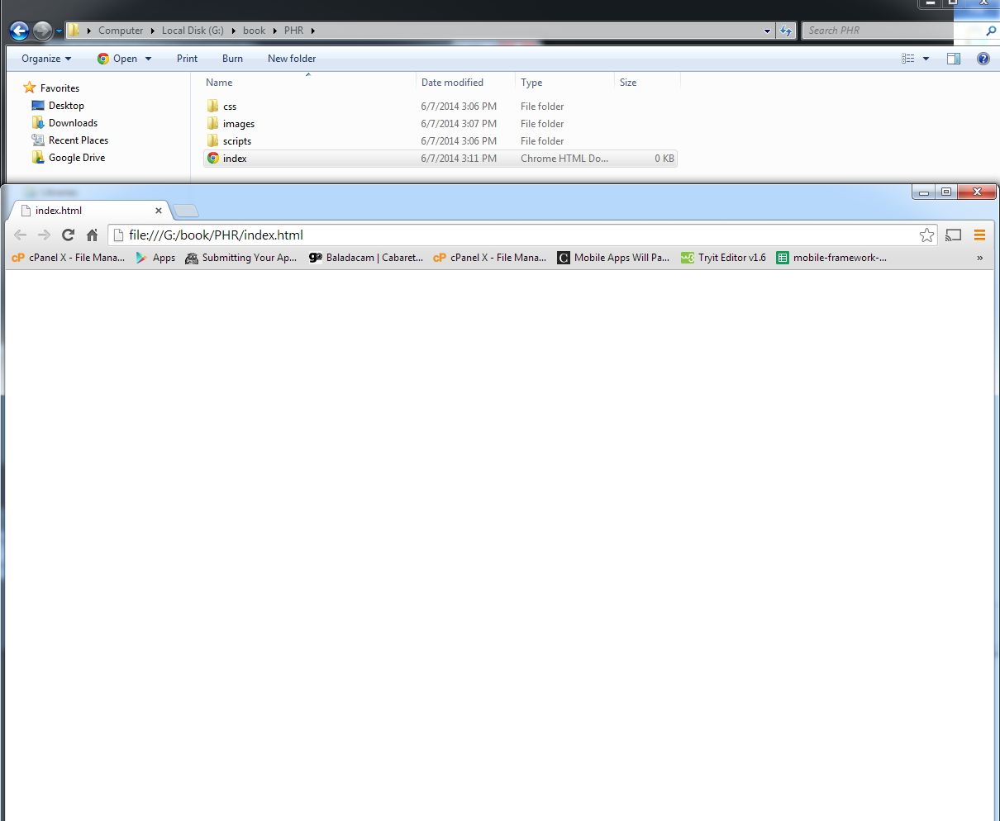 Computer Local Disk (G:) book PHR Search PHR
Organize Open Print Burn New folder
Name Date modified Type Size
Favorites
Desktop
Downloads
Recent Places
Google Drive
css 6/7/2014 3:06 PM File folder
images 6/7/2014 3:07 PM File folder
scripts 6/7/2014 3:06 PM File folder
index 6/7/2014 3:11 PM Chrome HTML Do... 0 KB
Libraries
index.html
file:///G:/book/PHR/index.html
cPanel X - File Mana... Apps Submitting Your Ap... Baladacam | Cabaret... cPanel X - File Mana... Mobile Apps Will Pa... Tryit Editor v1.6 mobile-framework-... »